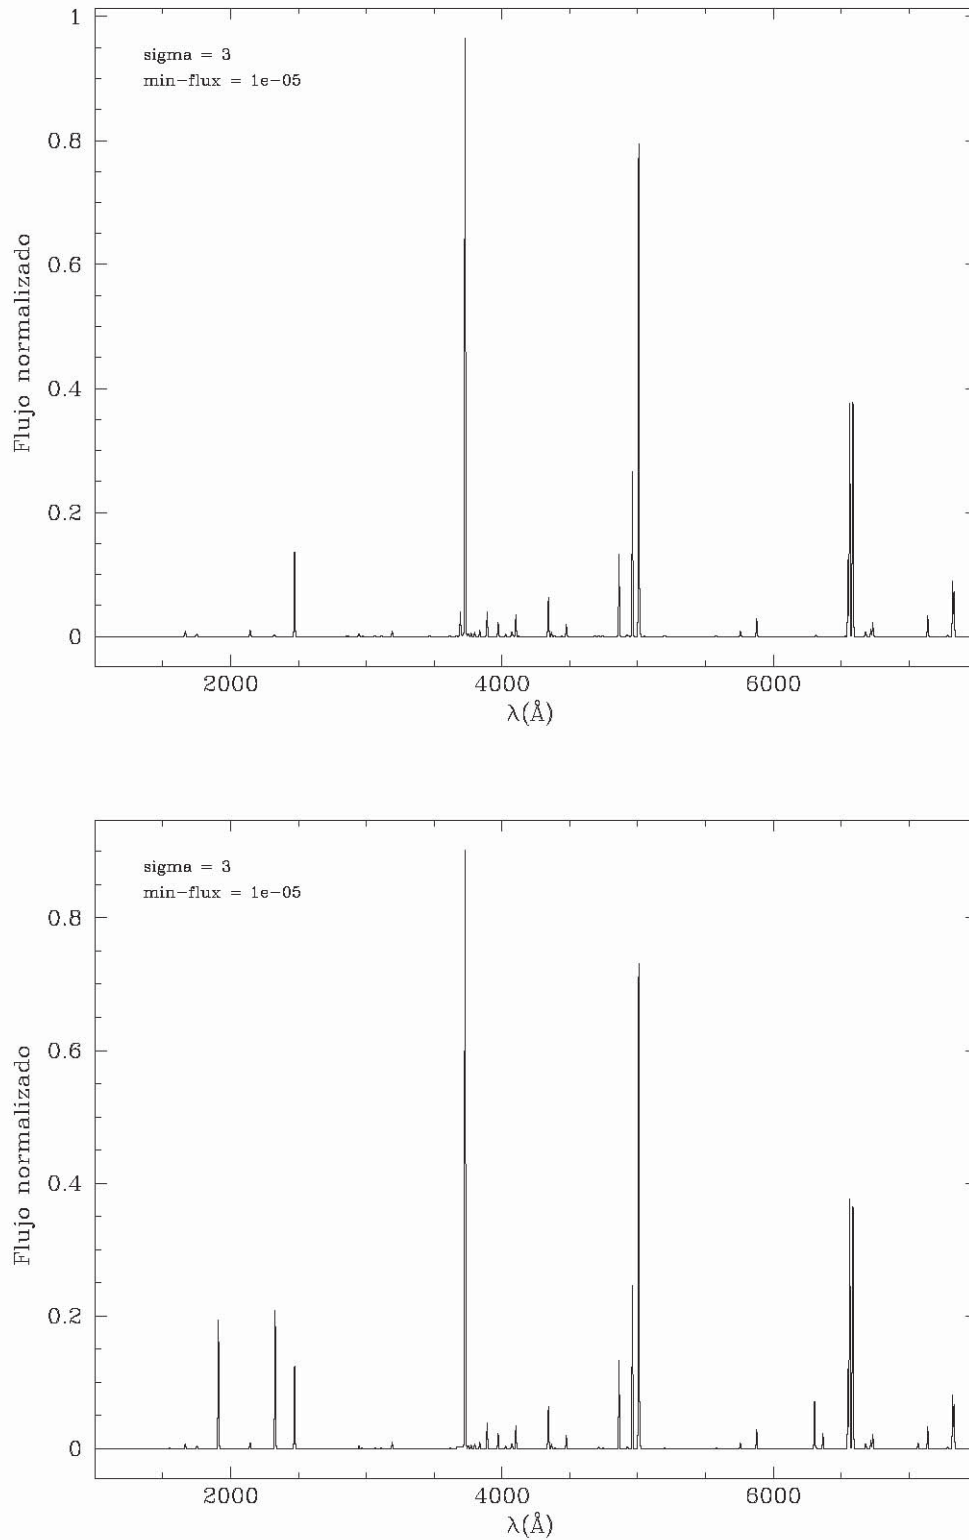 1
sigma = 3
min-flux = 1e-05
0.8
0.6
0.4
0.2
0
Flujo normalizado
2000 4000 6000
λ(Å)
sigma = 3
min-flux = 1e-05
0.8
0.6
0.4
0.2
0
Flujo normalizado
2000 4000 6000
λ(Å)